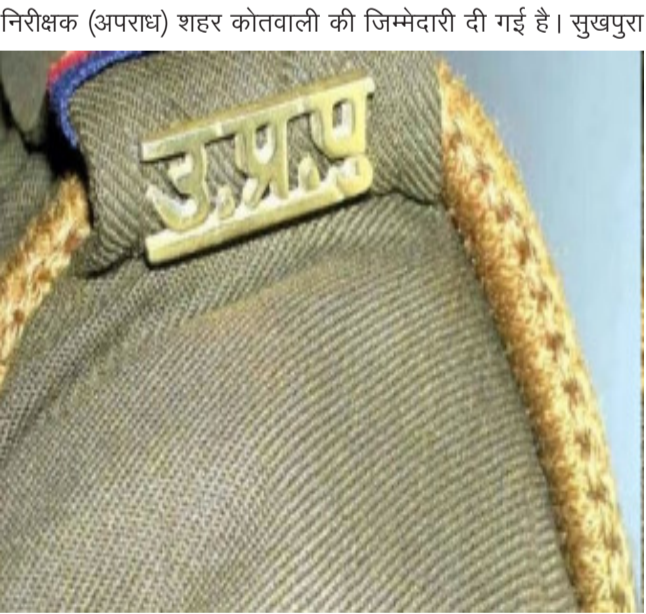 निरीक्षक (अपराध) शहर कोतवाली की जिम्मेदारी दी गई है। सुखपुरा
उ.प्र.पु